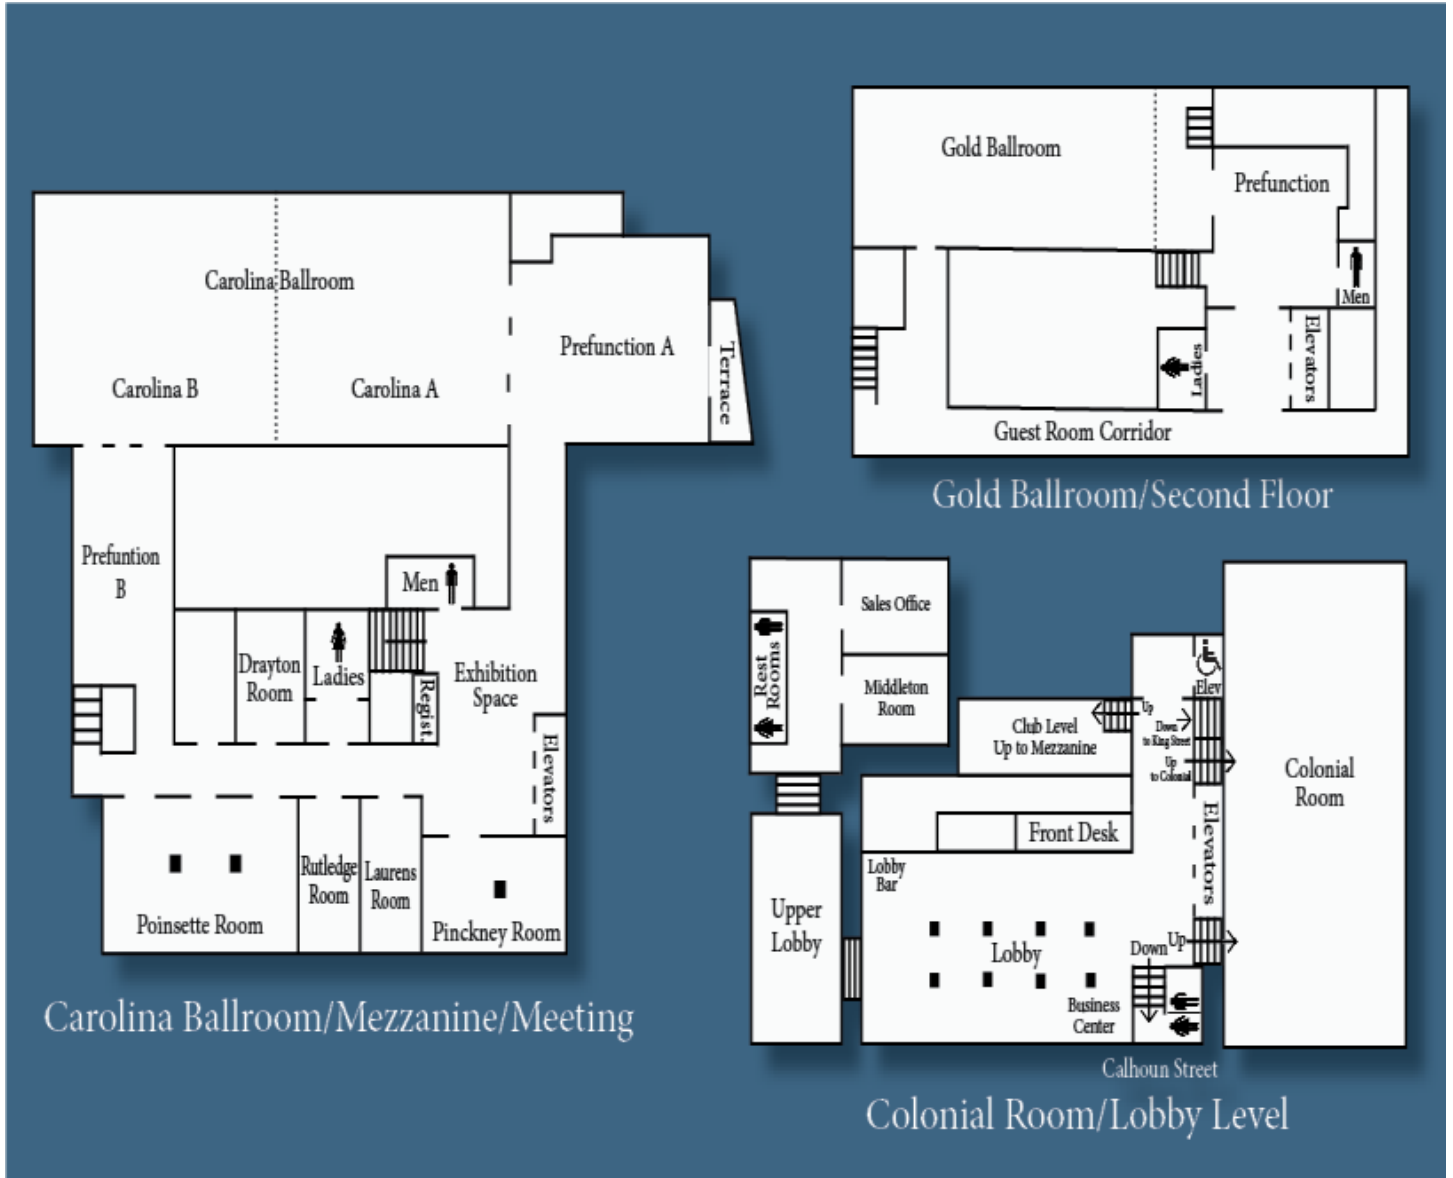 Carolina Ballroom
Carolina B
Carolina A
Prefunction A
Terrace
Prefuntion
B
Men
Drayton
Room
Ladies
Regist.
Exhibition
Space
Elevators
Poinsette Room
Rutledge
Room
Laurens
Room
Pinckney Room
Carolina Ballroom/Mezzanine/Meeting
Gold Ballroom
Prefunction
Men
Elevators
Ladies
Guest Room Corridor
Gold Ballroom/Second Floor
Sales Office
Rest
Rooms
Middleton
Room
Elev
Up
Club Level
Up to Mezzanine
Down
to King Street
Up
to Colonial
Colonial
Room
Elevators
Front Desk
Lobby
Bar
Upper
Lobby
Lobby
Down
Up
Business
Center
Calhoun Street
Colonial Room/Lobby Level